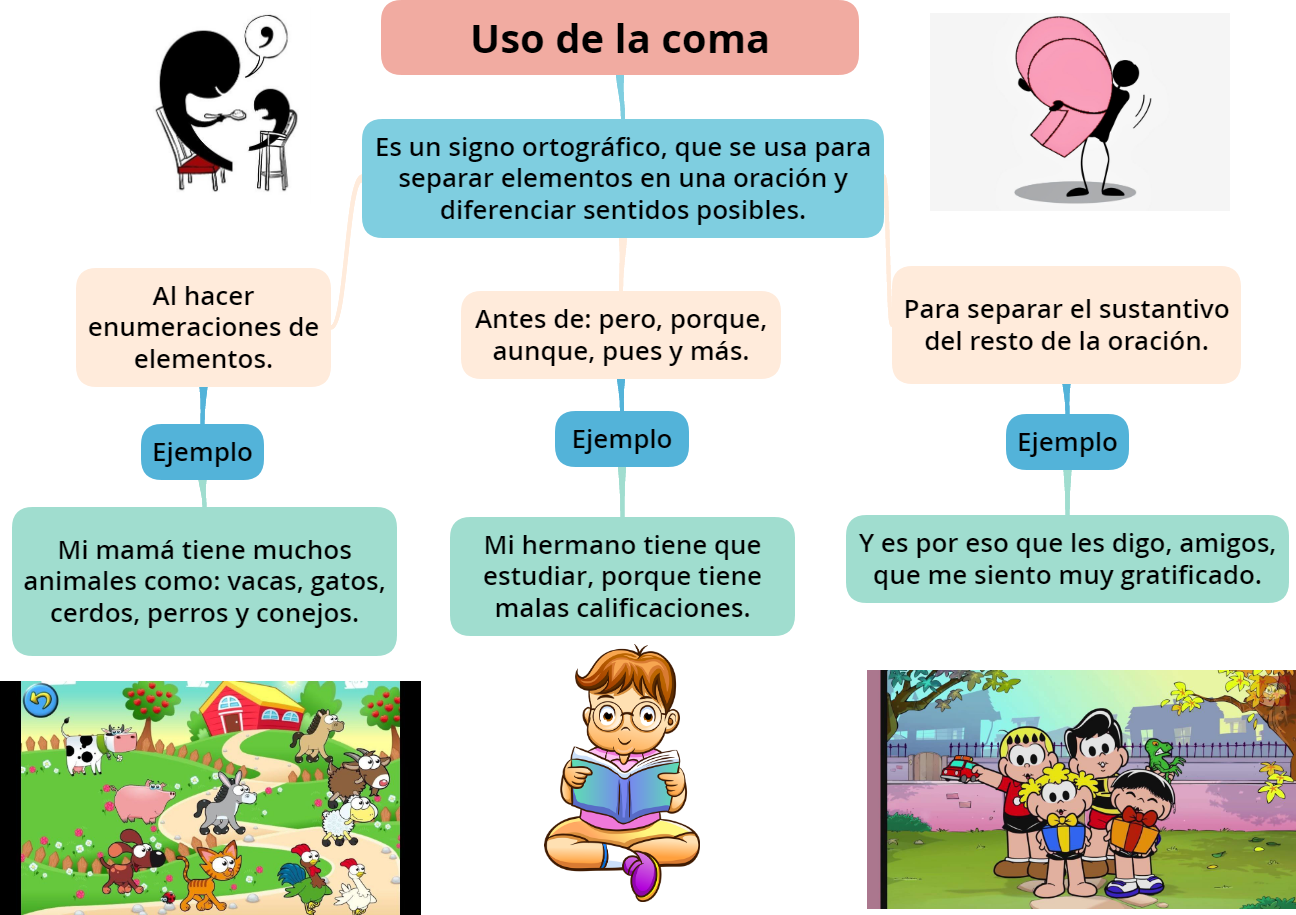 Uso de la coma
,
Es un signo ortográfico, que se usa para
separar elementos en una oración y
diferenciar sentidos posibles.
Al hacer
enumeraciones de
elementos.
Ejemplo
Mi mamá tiene muchos
animales como: vacas, gatos,
cerdos, perros y conejos.
Antes de: pero, porque,
aunque, pues y más.
Ejemplo
Mi hermano tiene que
estudiar, porque tiene
malas calificaciones.
Para separar el sustantivo
del resto de la oración.
Ejemplo
Y es por eso que les digo, amigos,
que me siento muy gratificado.